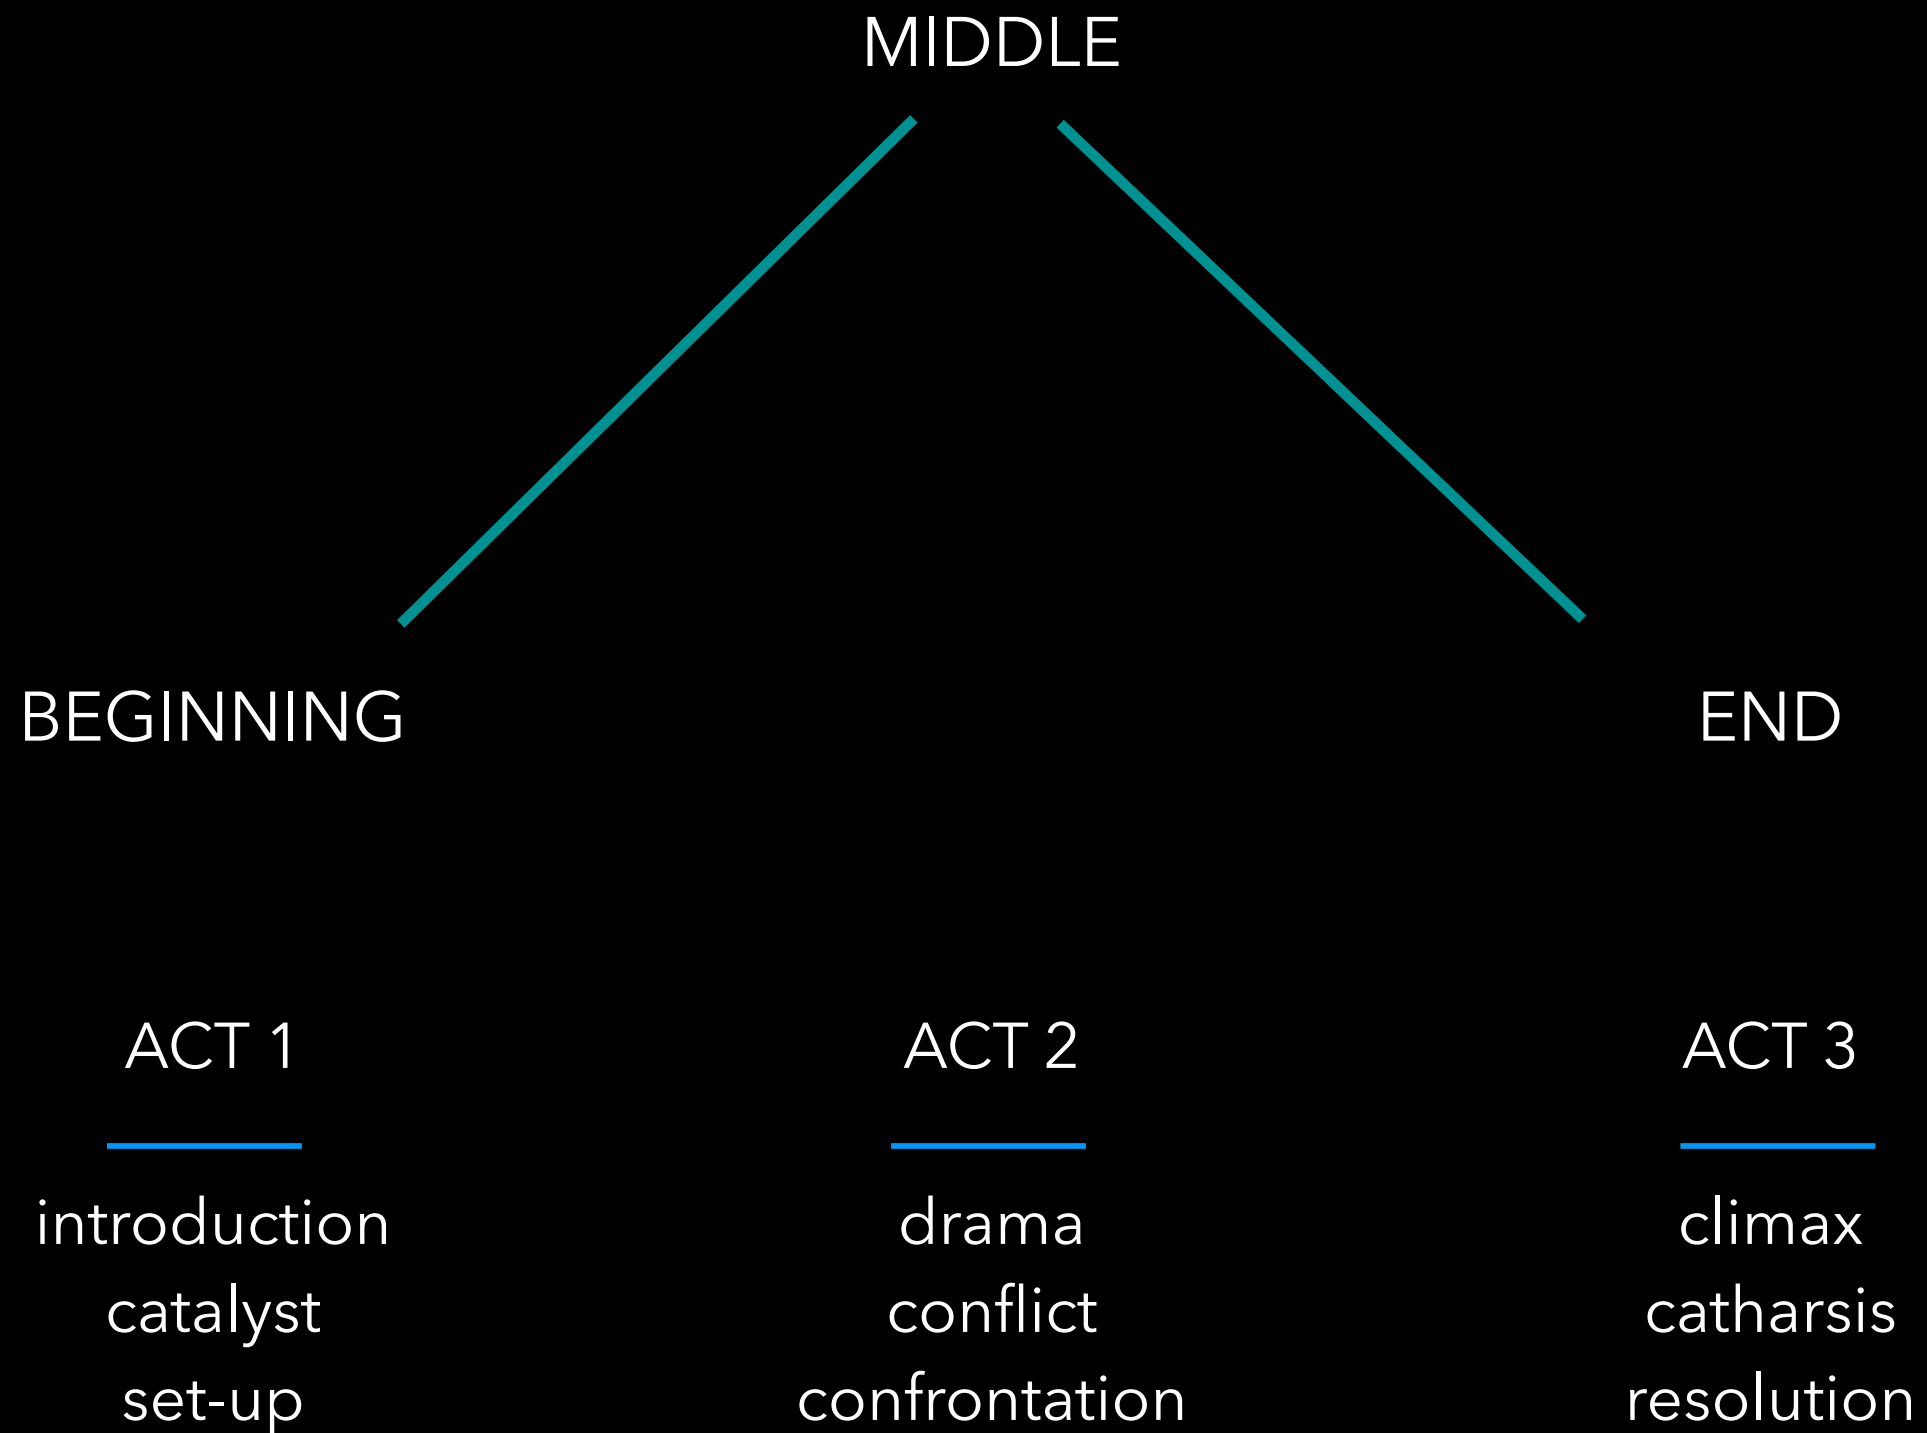 MIDDLE
BEGINNING
END
ACT 1
introduction
catalyst
set-up
ACT 2
drama
conflict
confrontation
ACT 3
climax
catharsis
resolution